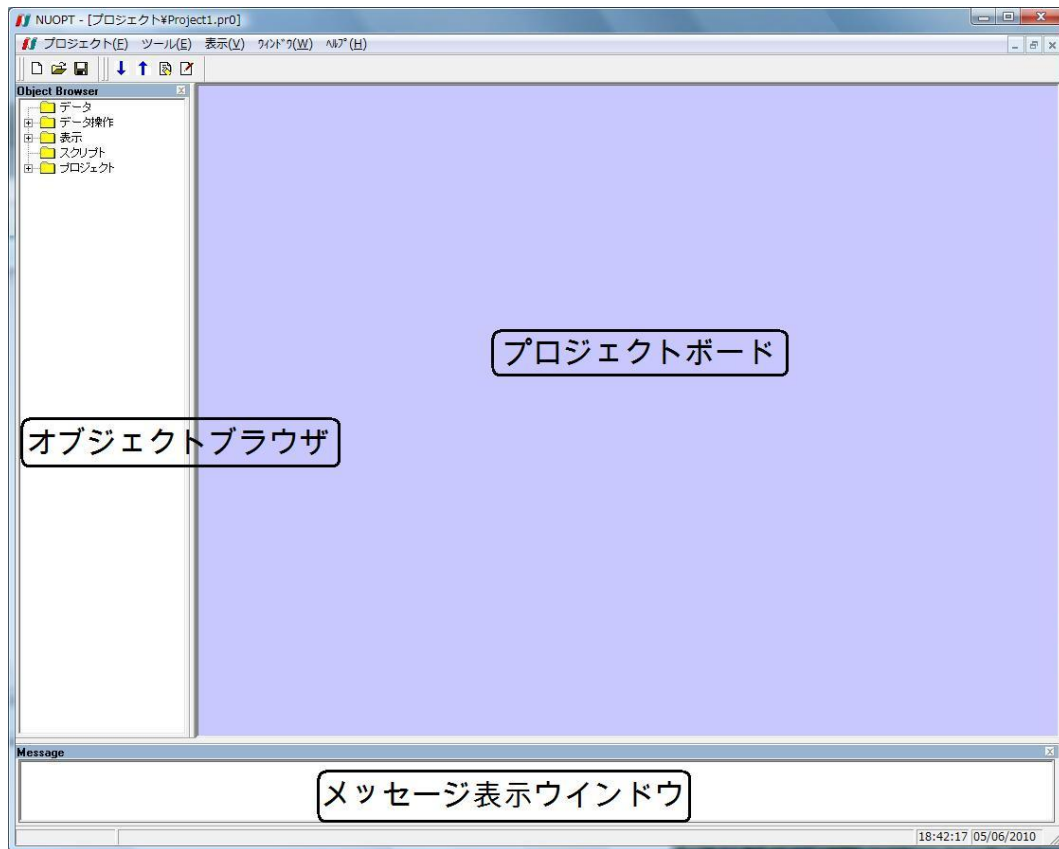 NUOPT - [プロジェクト¥Project1.pr0]
プロジェクト(F) ツール(E) 表示(V) ｳｨﾝﾄﾞｳ(W) ﾍﾙﾌﾟ(H)
Object Browser
データ
データ操作
表示
スクリプト
プロジェクト
プロジェクトボード
オブジェクトブラウザ
Message
メッセージ表示ウインドウ
18:42:17 05/06/2010